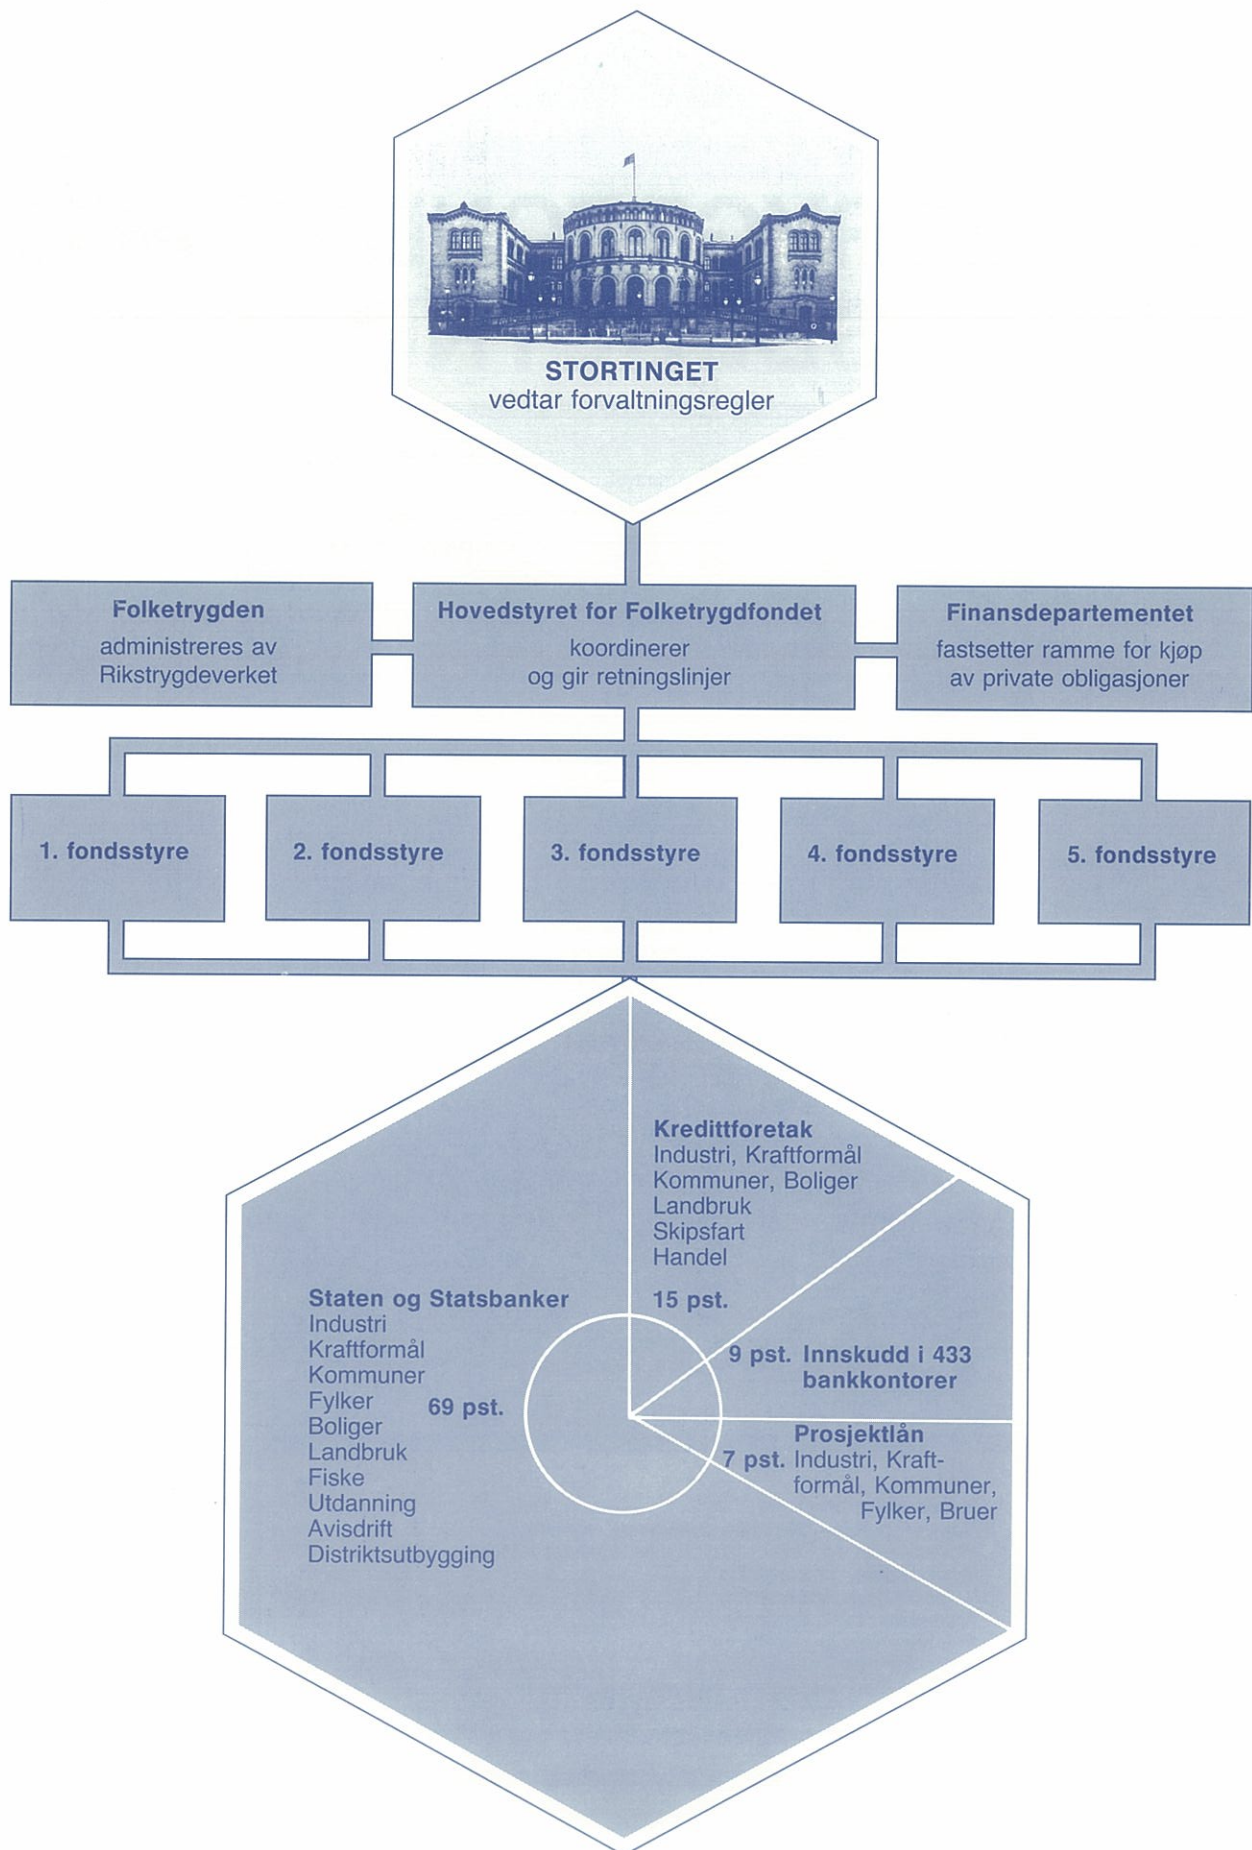 STORTINGET
vedtar forvaltningsregler
Folketrygden
administreres av
Rikstrygdeverket
Hovedstyret for Folketrygdfondet
koordinerer
og gir retningslinjer
Finansdepartementet
fastsetter ramme for kjøp
av private obligasjoner
1. fondsstyre
2. fondsstyre
3. fondsstyre
4. fondsstyre
5. fondsstyre
Kredittforetak
Industri, Kraftformål
Kommuner, Boliger
Landbruk
Skipsfart
Handel
15 pst.
Staten og Statsbanker
Industri
Kraftformål
Kommuner
Fylker
Boliger
Landbruk
Fiske
Utdanning
Avisdrift
Distriktsutbygging
69 pst.
9 pst. Innskudd i 433
bankkontorer
Prosjektlån
7 pst. Industri, Kraft-
formål, Kommuner,
Fylker, Bruer